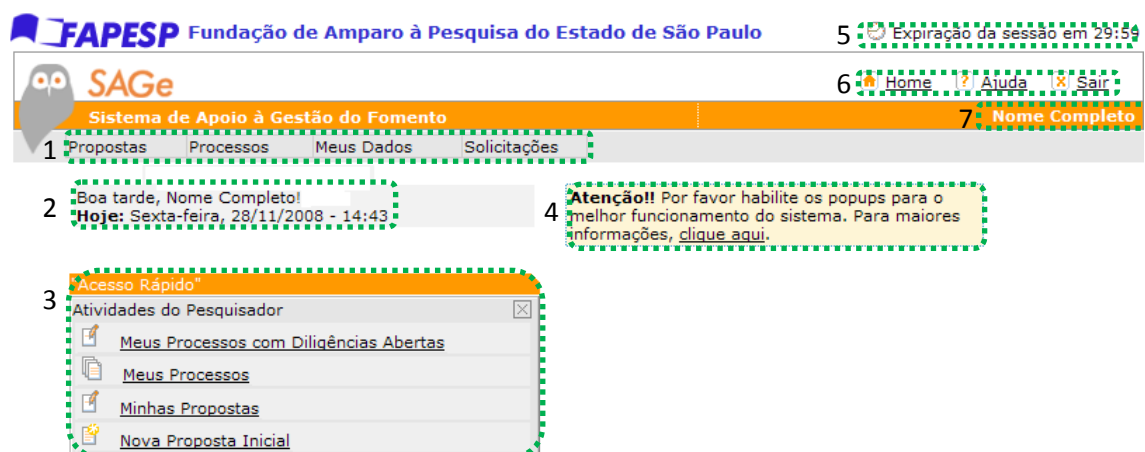 FAPESP Fundação de Amparo à Pesquisa do Estado de São Paulo
5 Expiração da sessão em 29:59
SAGe
6 Home Ajuda Sair
Sistema de Apoio à Gestão do Fomento
7 Nome Completo
1 Propostas Processos Meus Dados Solicitações
2 Boa tarde, Nome Completo!
Hoje: Sexta-feira, 28/11/2008 - 14:43
4 Atenção!! Por favor habilite os popups para o
melhor funcionamento do sistema. Para maiores
informações, clique aqui.
3 "Acesso Rápido"
Atividades do Pesquisador
Meus Processos com Diligências Abertas
Meus Processos
Minhas Propostas
Nova Proposta Inicial